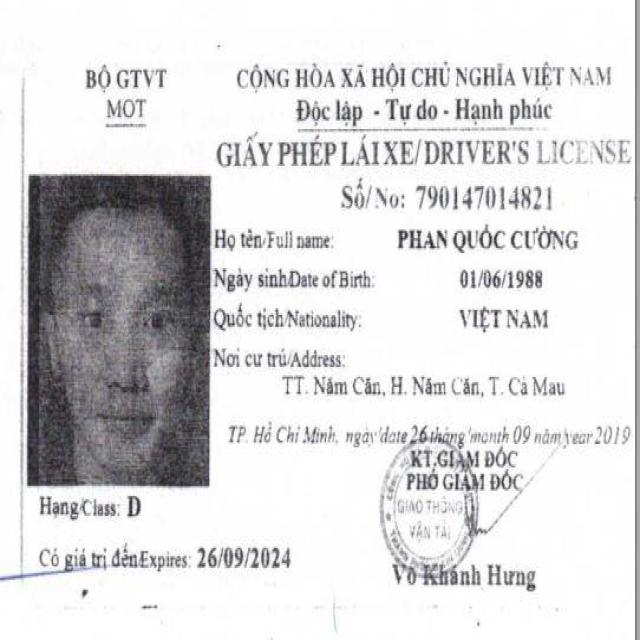 BỘ GTVT
MOT
CỘNG HÒA XÃ HỘI CHỦ NGHĨA VIỆT NAM
Độc lập - Tự do - Hạnh phúc
GIẤY PHÉP LÁI XE/DRIVER'S LICENSE
Số/No: 790147014821
Họ tên/Full name: PHAN QUỐC CƯỜNG
Ngày sinh/Date of Birth: 01/06/1988
Quốc tịch/Nationality: VIỆT NAM
Nơi cư trú/Address:
TT. Năm Căn, H. Năm Căn, T. Cà Mau
TP. Hồ Chí Minh, ngày/date 26 tháng/month 09 năm/year 2019
KT.GIÁM ĐỐC
PHÓ GIÁM ĐỐC
GIAO THÔNG
VẬN TẢI
Hạng/Class: D
Có giá trị đến/Expires: 26/09/2024
Võ Khánh Hưng